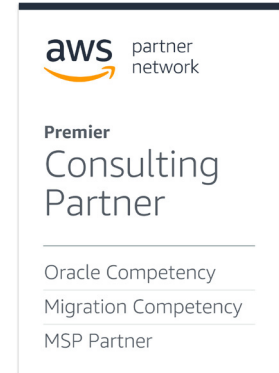 aws partner
network
Premier
Consulting
Partner
Oracle Competency
Migration Competency
MSP Partner